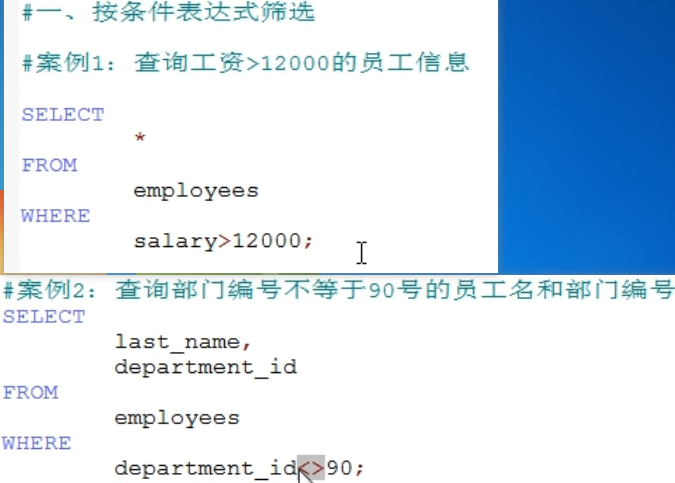 #一、按条件表达式筛选
#案例1：查询工资>12000的员工信息
SELECT
*
FROM
employees
WHERE
salary>12000;
#案例2：查询部门编号不等于90号的员工名和部门编号
SELECT
last_name,
department_id
FROM
employees
WHERE
department_id<>90;